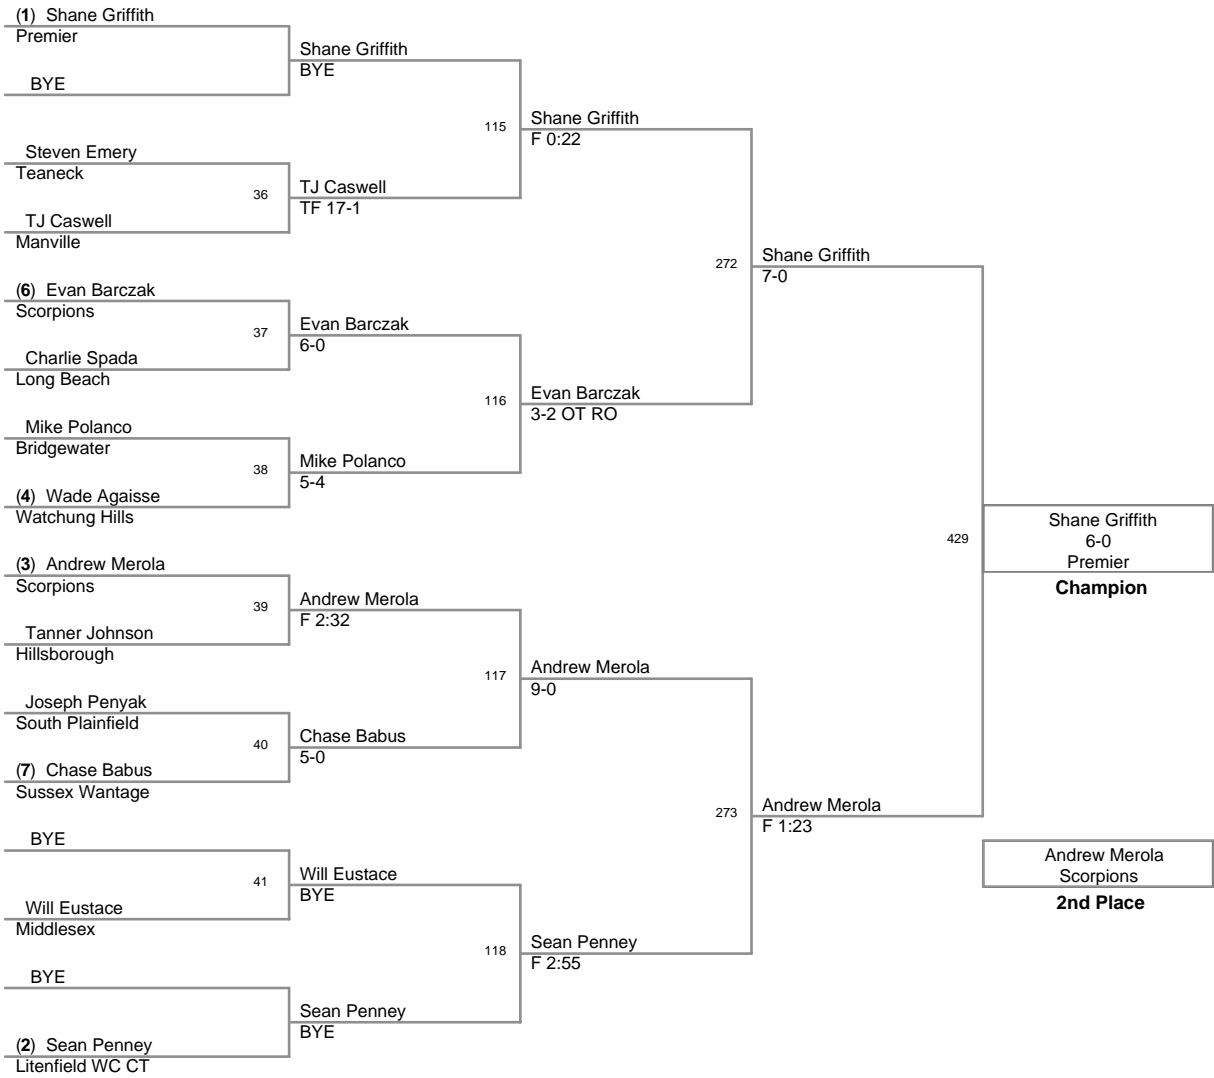 (1) Shane Griffith
Premier
BYE
Steven Emery
Teaneck
36
TJ Caswell
Manville
(6) Evan Barczak
Scorpions
37
Charlie Spada
Long Beach
Mike Polanco
Bridgewater
38
(4) Wade Agaisse
Watchung Hills
(3) Andrew Merola
Scorpions
39
Tanner Johnson
Hillsborough
Joseph Penyak
South Plainfield
40
(7) Chase Babus
Sussex Wantage
BYE
41
Will Eustace
Middlesex
BYE
(2) Sean Penney
Litenfield WC CT
Shane Griffith
BYE
115
TJ Caswell
TF 17-1
Evan Barczak
6-0
116
Mike Polanco
5-4
Andrew Merola
F 2:32
117
Chase Babus
5-0
Will Eustace
BYE
118
Sean Penney
BYE
Shane Griffith
F 0:22
272
Evan Barczak
3-2 OT RO
Andrew Merola
9-0
273
Sean Penney
F 2:55
Shane Griffith
7-0
429
Andrew Merola
F 1:23
Shane Griffith
6-0
Premier
Champion
Andrew Merola
Scorpions
2nd Place